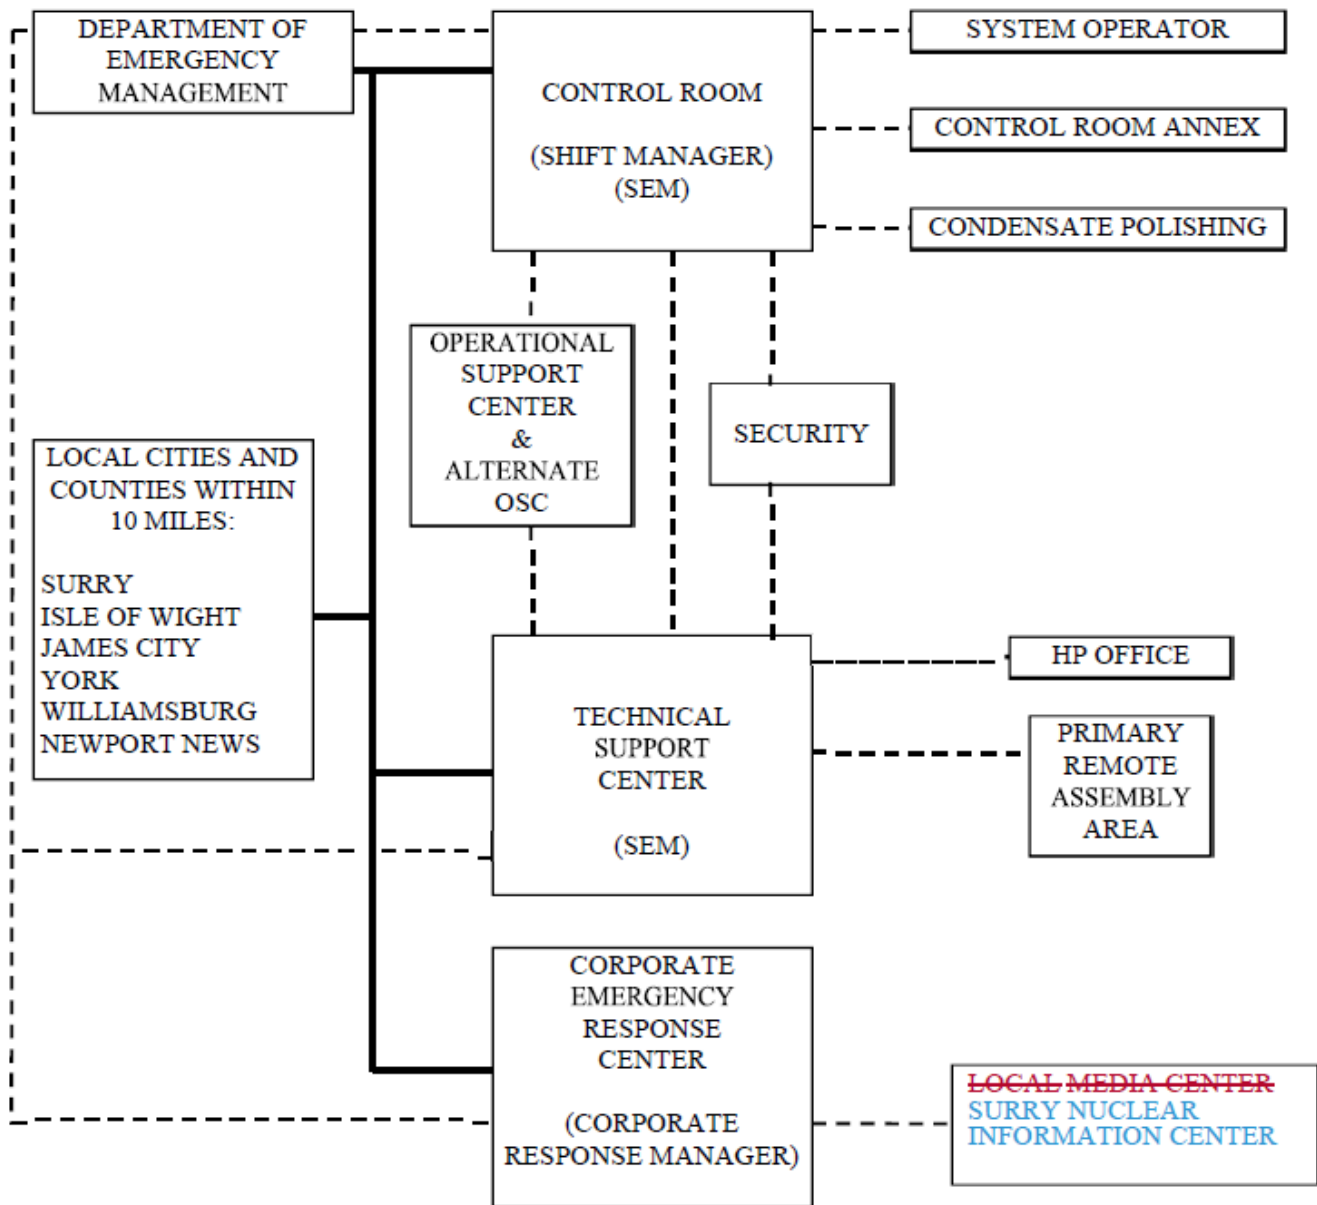 DEPARTMENT OF
EMERGENCY
MANAGEMENT
CONTROL ROOM
(SHIFT MANAGER)
(SEM)
SYSTEM OPERATOR
CONTROL ROOM ANNEX
CONDENSATE POLISHING
OPERATIONAL
SUPPORT
CENTER
&
ALTERNATE
OSC
SECURITY
LOCAL CITIES AND
COUNTIES WITHIN
10 MILES:
SURRY
ISLE OF WIGHT
JAMES CITY
YORK
WILLIAMSBURG
NEWPORT NEWS
TECHNICAL
SUPPORT
CENTER
(SEM)
HP OFFICE
PRIMARY
REMOTE
ASSEMBLY
AREA
CORPORATE
EMERGENCY
RESPONSE
CENTER
(CORPORATE
RESPONSE MANAGER)
LOCAL MEDIA CENTER
SURRY NUCLEAR
INFORMATION CENTER